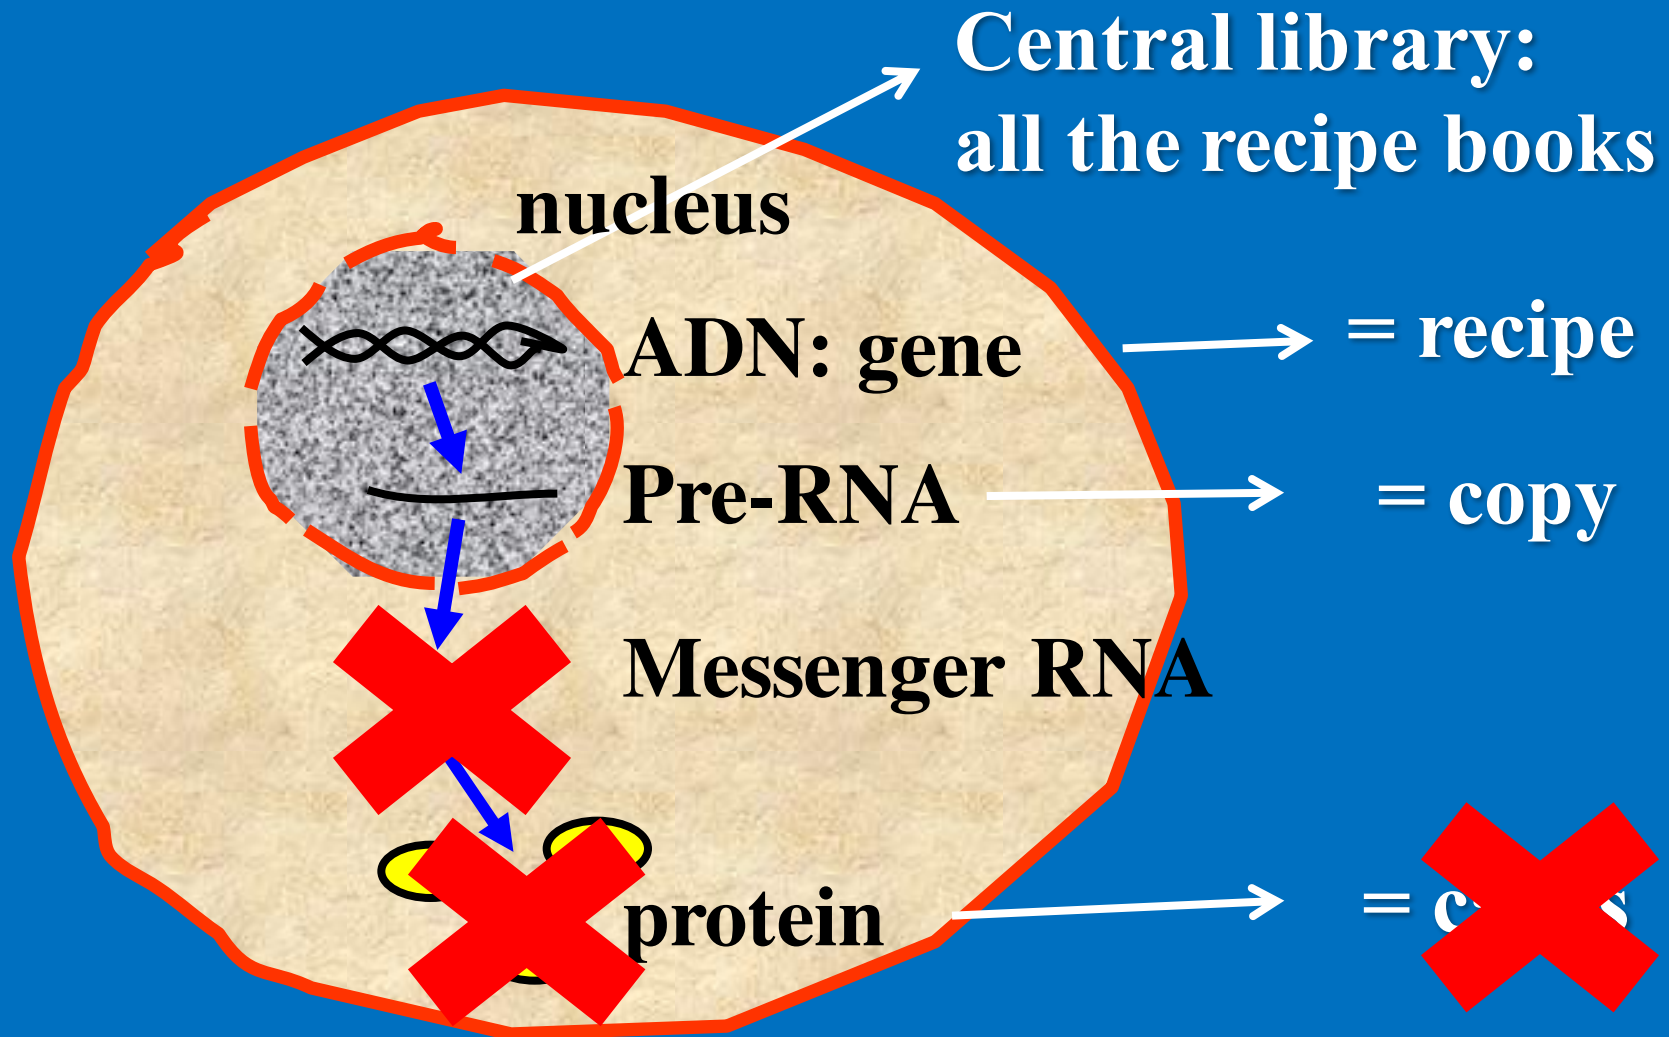 Central library:
all the recipe books
nucleus
ADN: gene
= recipe
Pre-RNA
= copy
Messenger RNA
protein
=